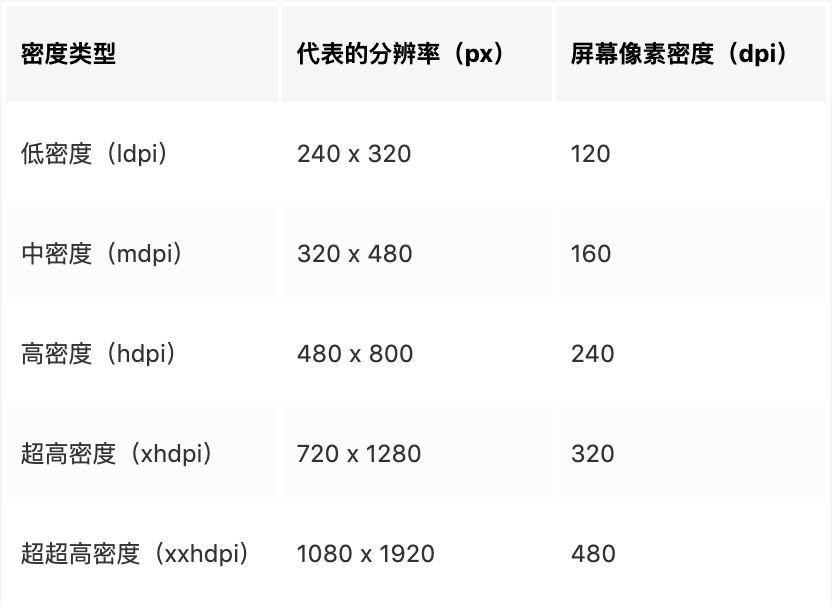 密度类型 代表的分辨率（px） 屏幕像素密度（dpi）
低密度（ldpi） 240 x 320 120
中密度（mdpi） 320 x 480 160
高密度（hdpi） 480 x 800 240
超高密度（xhdpi） 720 x 1280 320
超超高密度（xxhdpi） 1080 x 1920 480